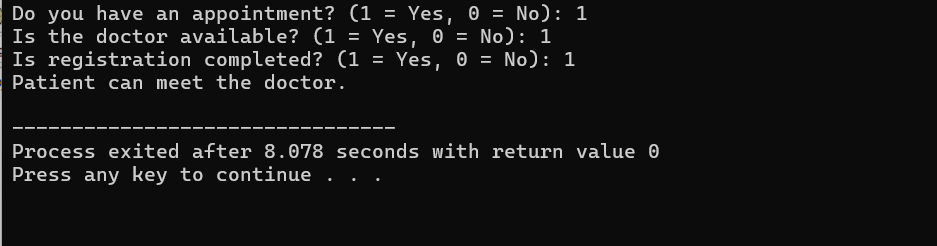 Do you have an appointment? (1 = Yes, 0 = No): 1
Is the doctor available? (1 = Yes, 0 = No): 1
Is registration completed? (1 = Yes, 0 = No): 1
Patient can meet the doctor.
--------------------------------
Process exited after 8.078 seconds with return value 0
Press any key to continue . . .